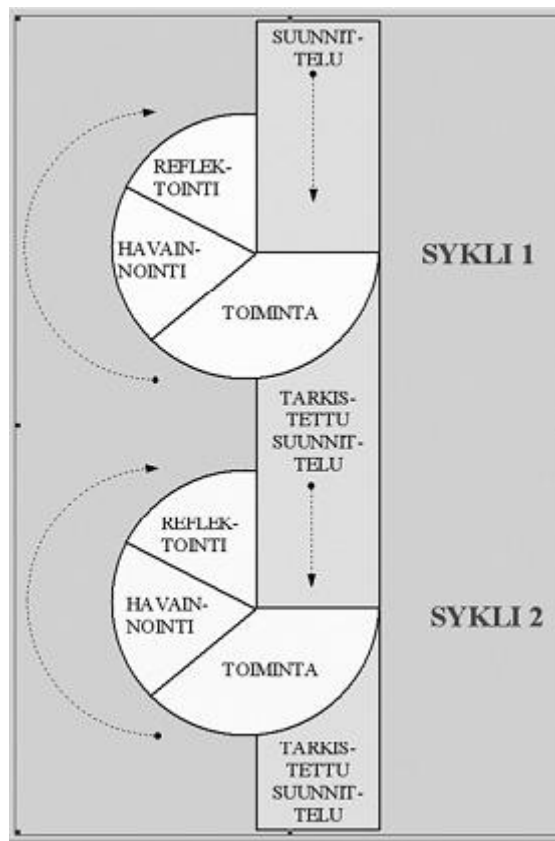 SUUNNIT-
TELU
REFLEK-
TOINTI
HAVAIN-
NOINTI
TOIMINTA
SYKLI 1
TARKIS-
TETTU
SUUNNIT-
TELU
REFLEK-
TOINTI
HAVAIN-
NOINTI
TOIMINTA
SYKLI 2
TARKIS-
TETTU
SUUNNIT-
TELU